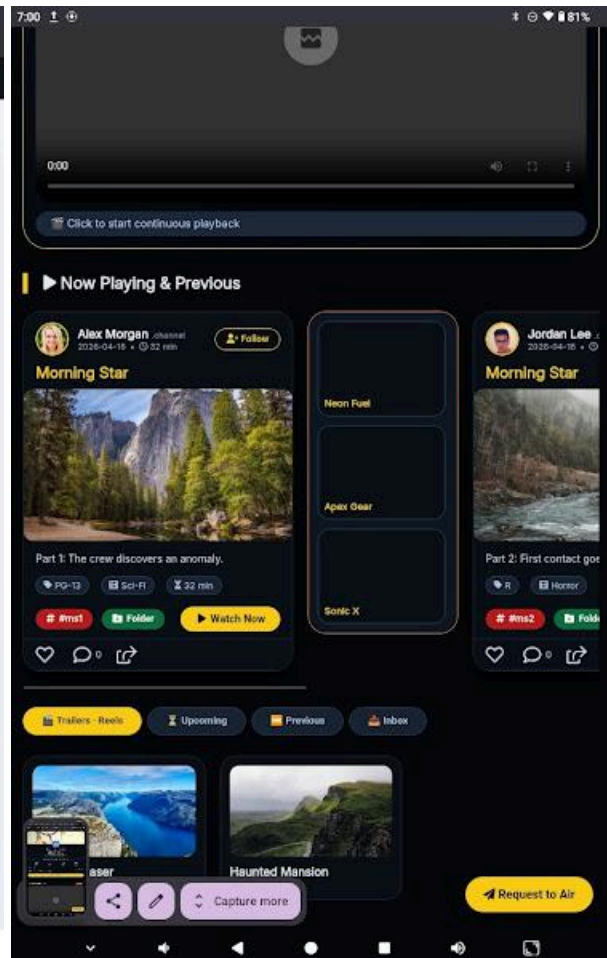 7:00
81%
0:00
🎬 Click to start continuous playback
▶ Now Playing & Previous
Alex Morgan .channel
2026-04-16 • 32 min
Follow
Morning Star
Part 1: The crew discovers an anomaly.
PG-13
Sci-Fi
32 min
# #ms1
Folder
Watch Now
0
Neon Fuel
Apex Gear
Sonic X
Jordan Lee
2026-04-16 •
Morning Star
Part 2: First contact goe
R
Horror
# #ms2
Fold
0
🎬 Trailers - Reels
⏳ Upcoming
⏪ Previous
📥 Inbox
aser
Haunted Mansion
Capture more
Request to Air